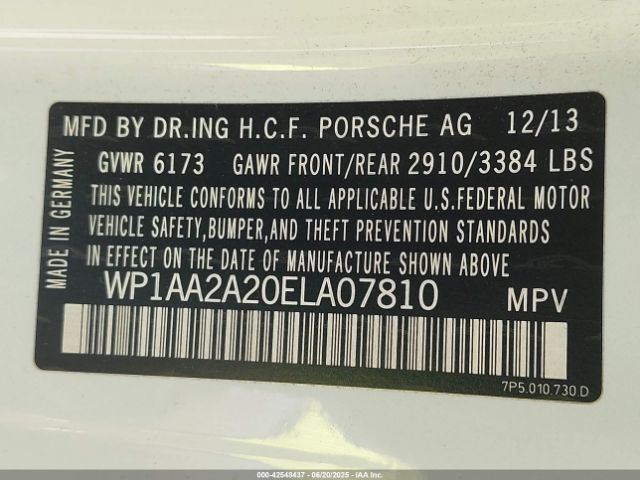 MFD BY DR.ING H.C.F. PORSCHE AG 12/13
GVWR 6173 GAWR FRONT/REAR 2910/3384 LBS
THIS VEHICLE CONFORMS TO ALL APPLICABLE U.S.FEDERAL MOTOR
VEHICLE SAFETY,BUMPER,AND THEFT PREVENTION STANDARDS
IN EFFECT ON THE DATE OF MANUFACTURE SHOWN ABOVE
WP1AA2A20ELA07810 MPV
MADE IN GERMANY
7P5.010.730.D
000-42548437 - 06/20/2025 - IAA Inc.